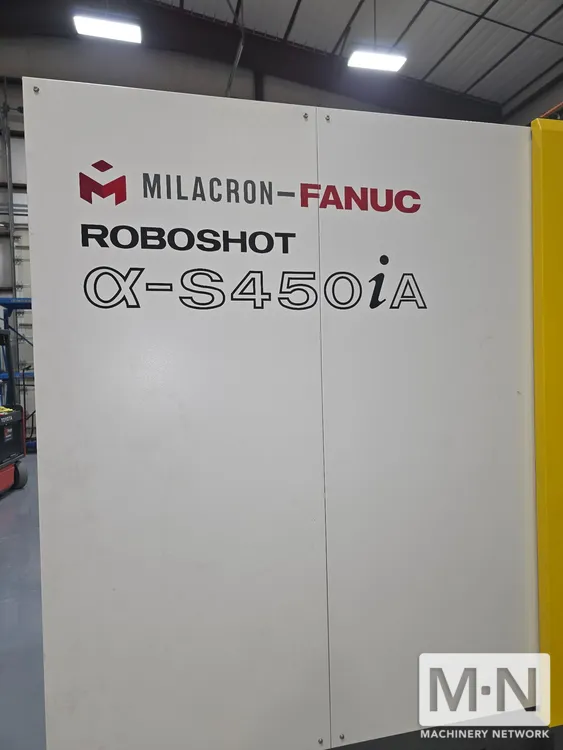 MILACRON–FANUC
ROBOSHOT
α-S450iA
M·N
MACHINERY NETWORK